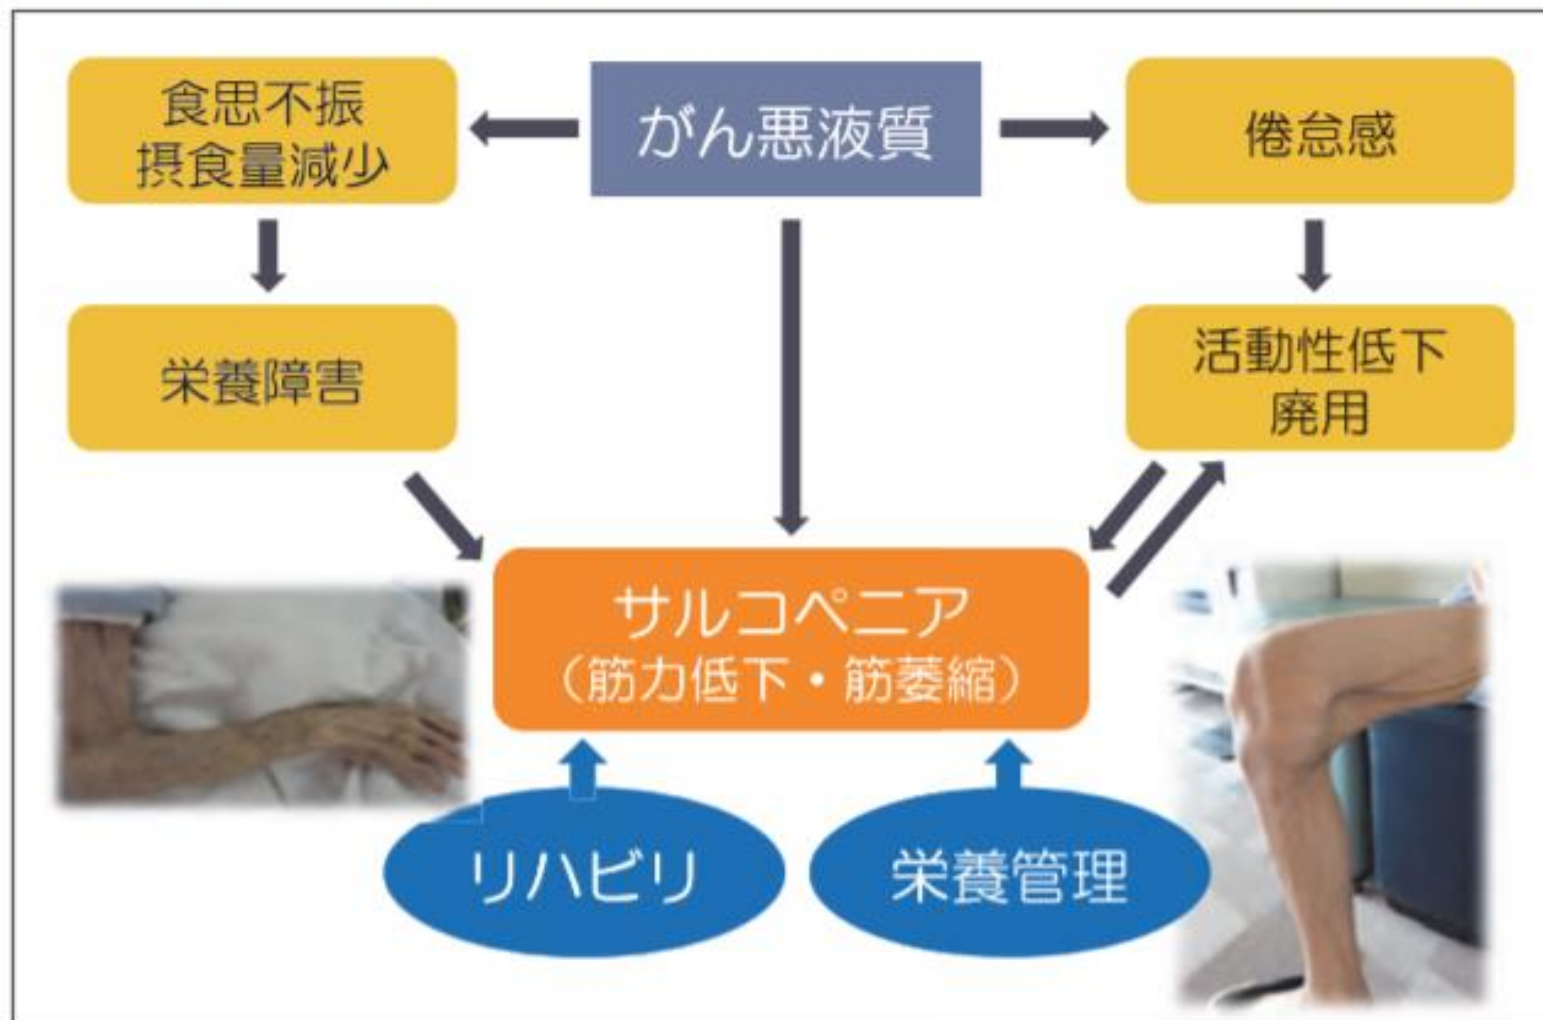 食思不振
摂食量減少
がん悪液質
倦怠感
栄養障害
活動性低下
廃用
サルコペニア
（筋力低下・筋萎縮）
リハビリ
栄養管理